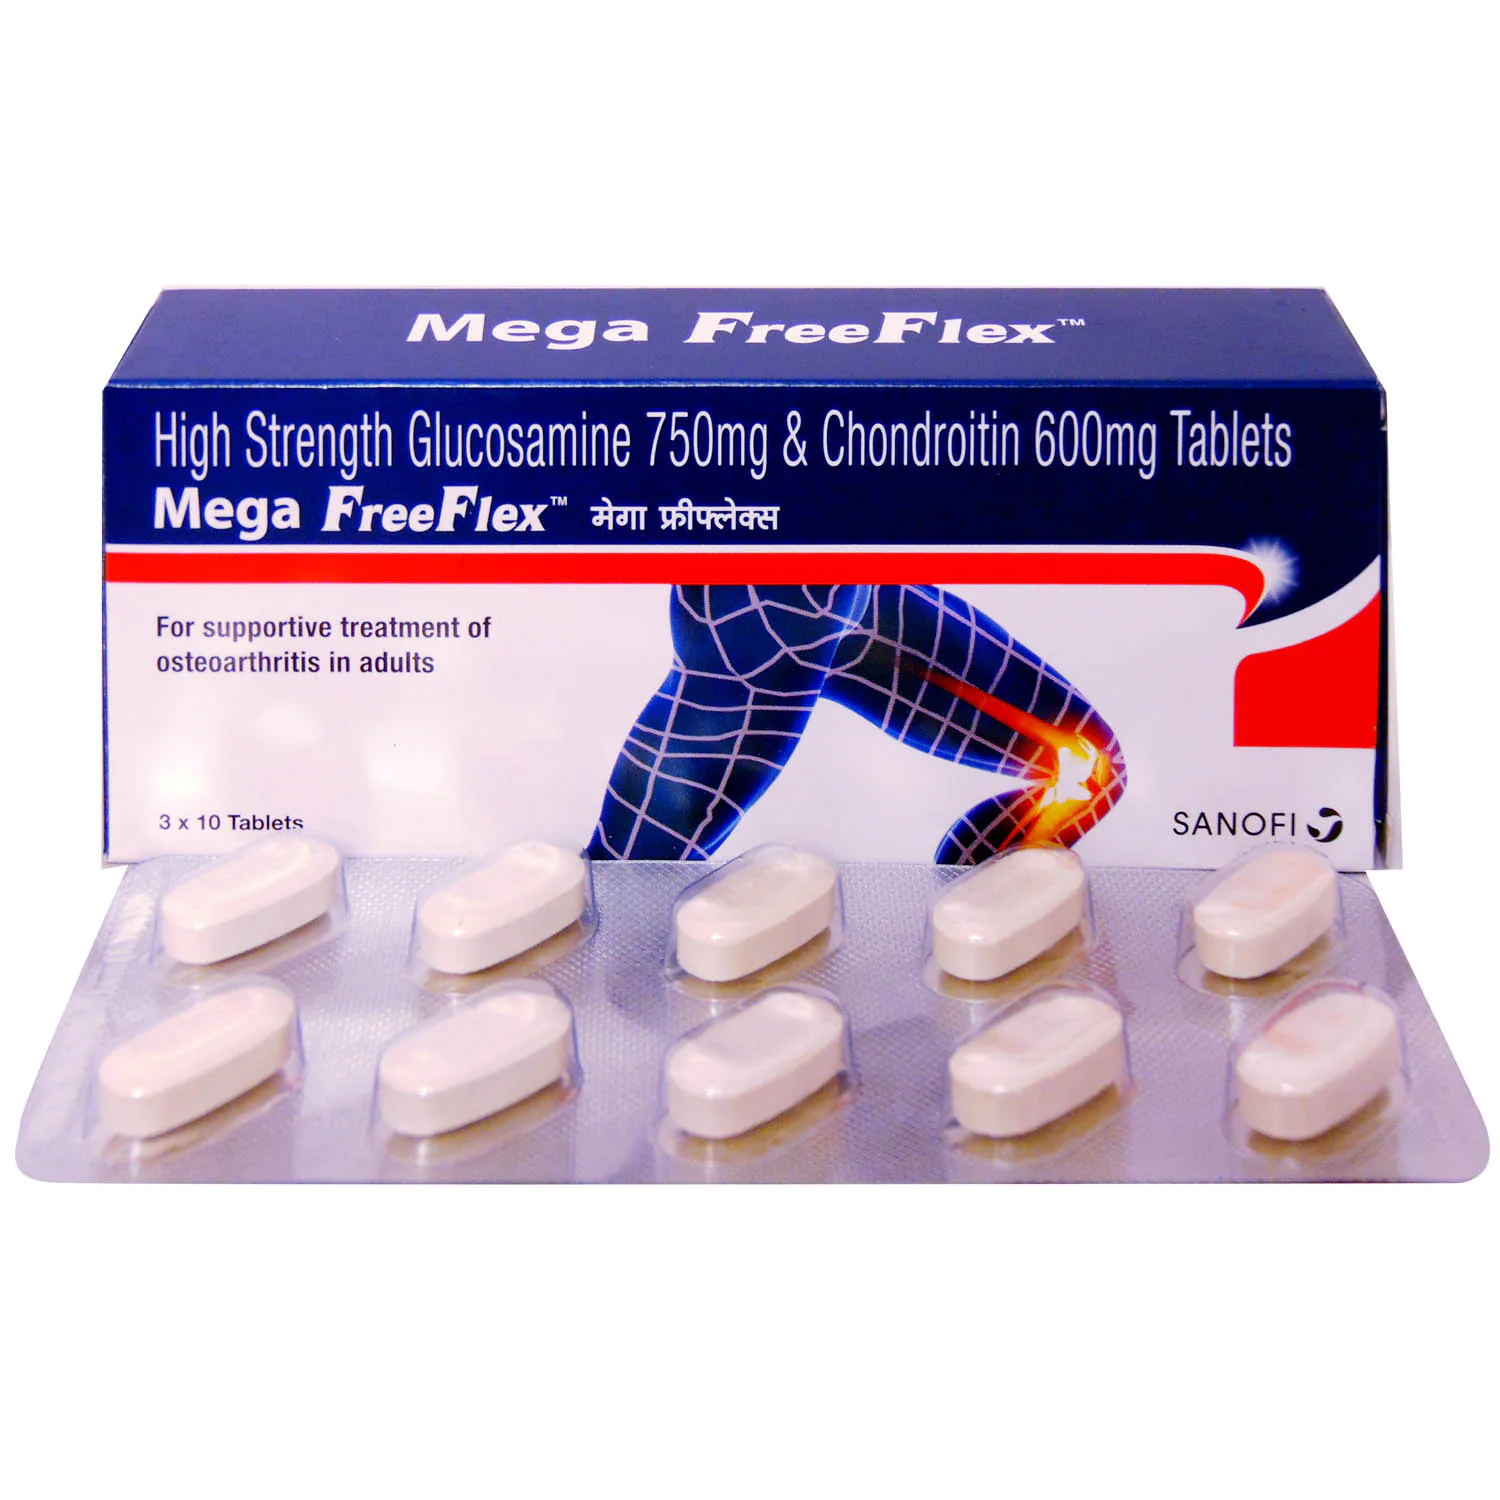 Mega FreeFlex™
High Strength Glucosamine 750mg & Chondroitin 600mg Tablets
Mega FreeFlex™ मेगा फ्रीफ्लेक्स
For supportive treatment of
osteoarthritis in adults
3 x 10 Tablets
SANOFI